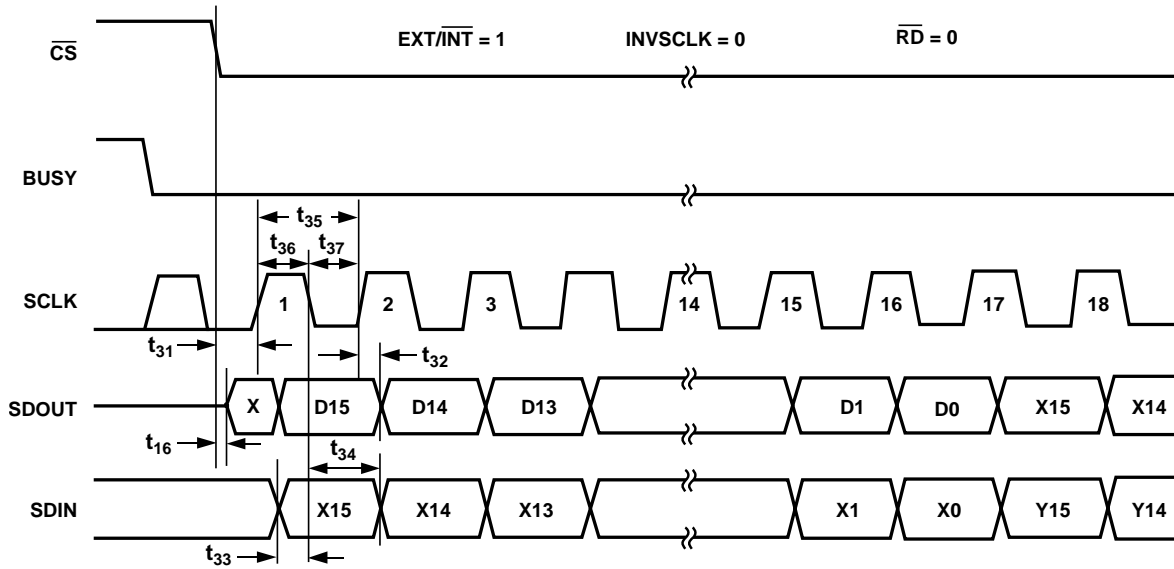 CS EXT/INT = 1 INVSCLK = 0 RD = 0
BUSY
t35
t36 t37
SCLK 1 2 3 14 15 16 17 18
t31 t32
SDOUT X D15 D14 D13 D1 D0 X15 X14
t16 t34
SDIN X15 X14 X13 X1 X0 Y15 Y14
t33